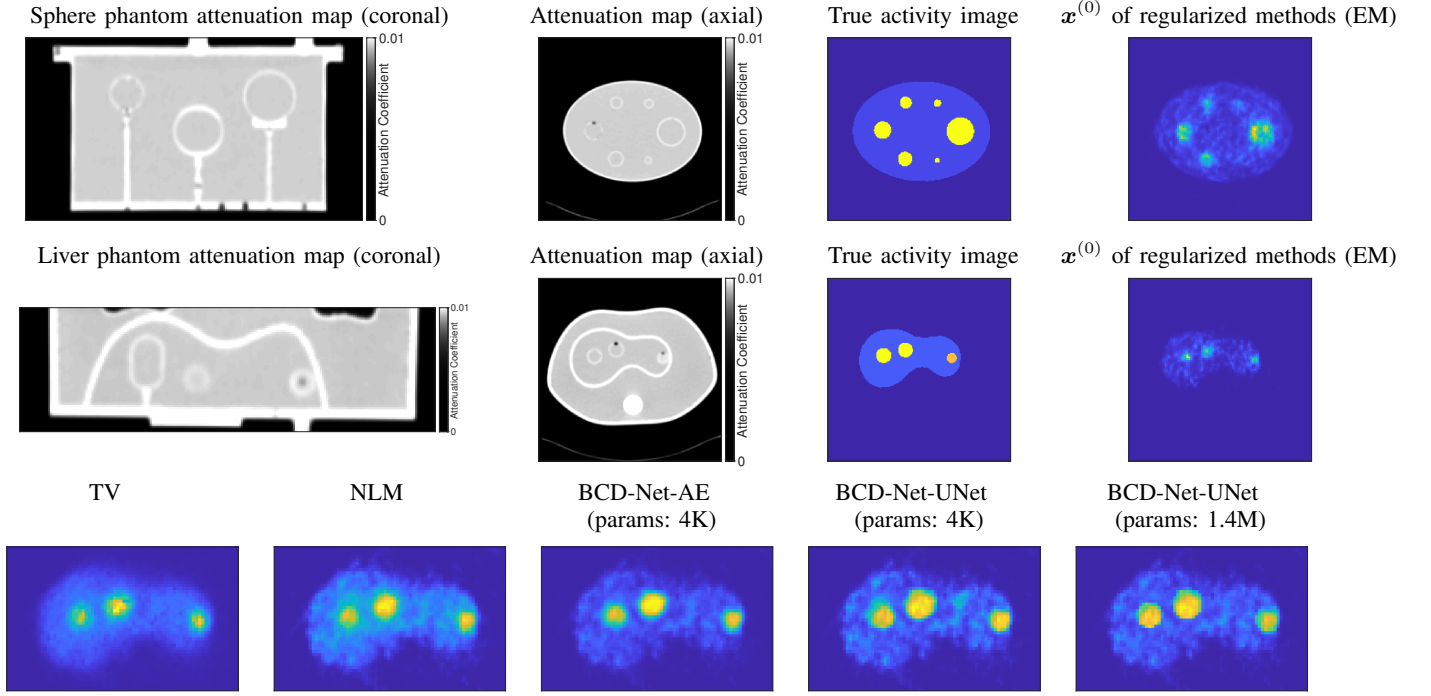 Sphere phantom attenuation map (coronal)
Attenuation map (axial)
True activity image
x^(0) of regularized methods (EM)
0.01
Attenuation Coefficient
0
0.01
Attenuation Coefficient
0
Liver phantom attenuation map (coronal)
Attenuation map (axial)
True activity image
x^(0) of regularized methods (EM)
0.01
Attenuation Coefficient
0
0.01
Attenuation Coefficient
0
TV
NLM
BCD-Net-AE
(params: 4K)
BCD-Net-UNet
(params: 4K)
BCD-Net-UNet
(params: 1.4M)